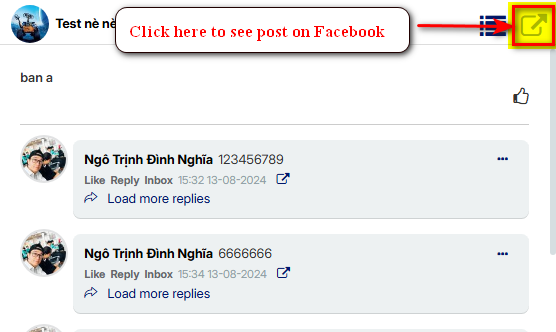 Test nè nè
Click here to see post on Facebook
ban a
Ngô Trịnh Đình Nghĩa 123456789
Like Reply Inbox 15:32 13-08-2024
Load more replies
Ngô Trịnh Đình Nghĩa 6666666
Like Reply Inbox 15:34 13-08-2024
Load more replies